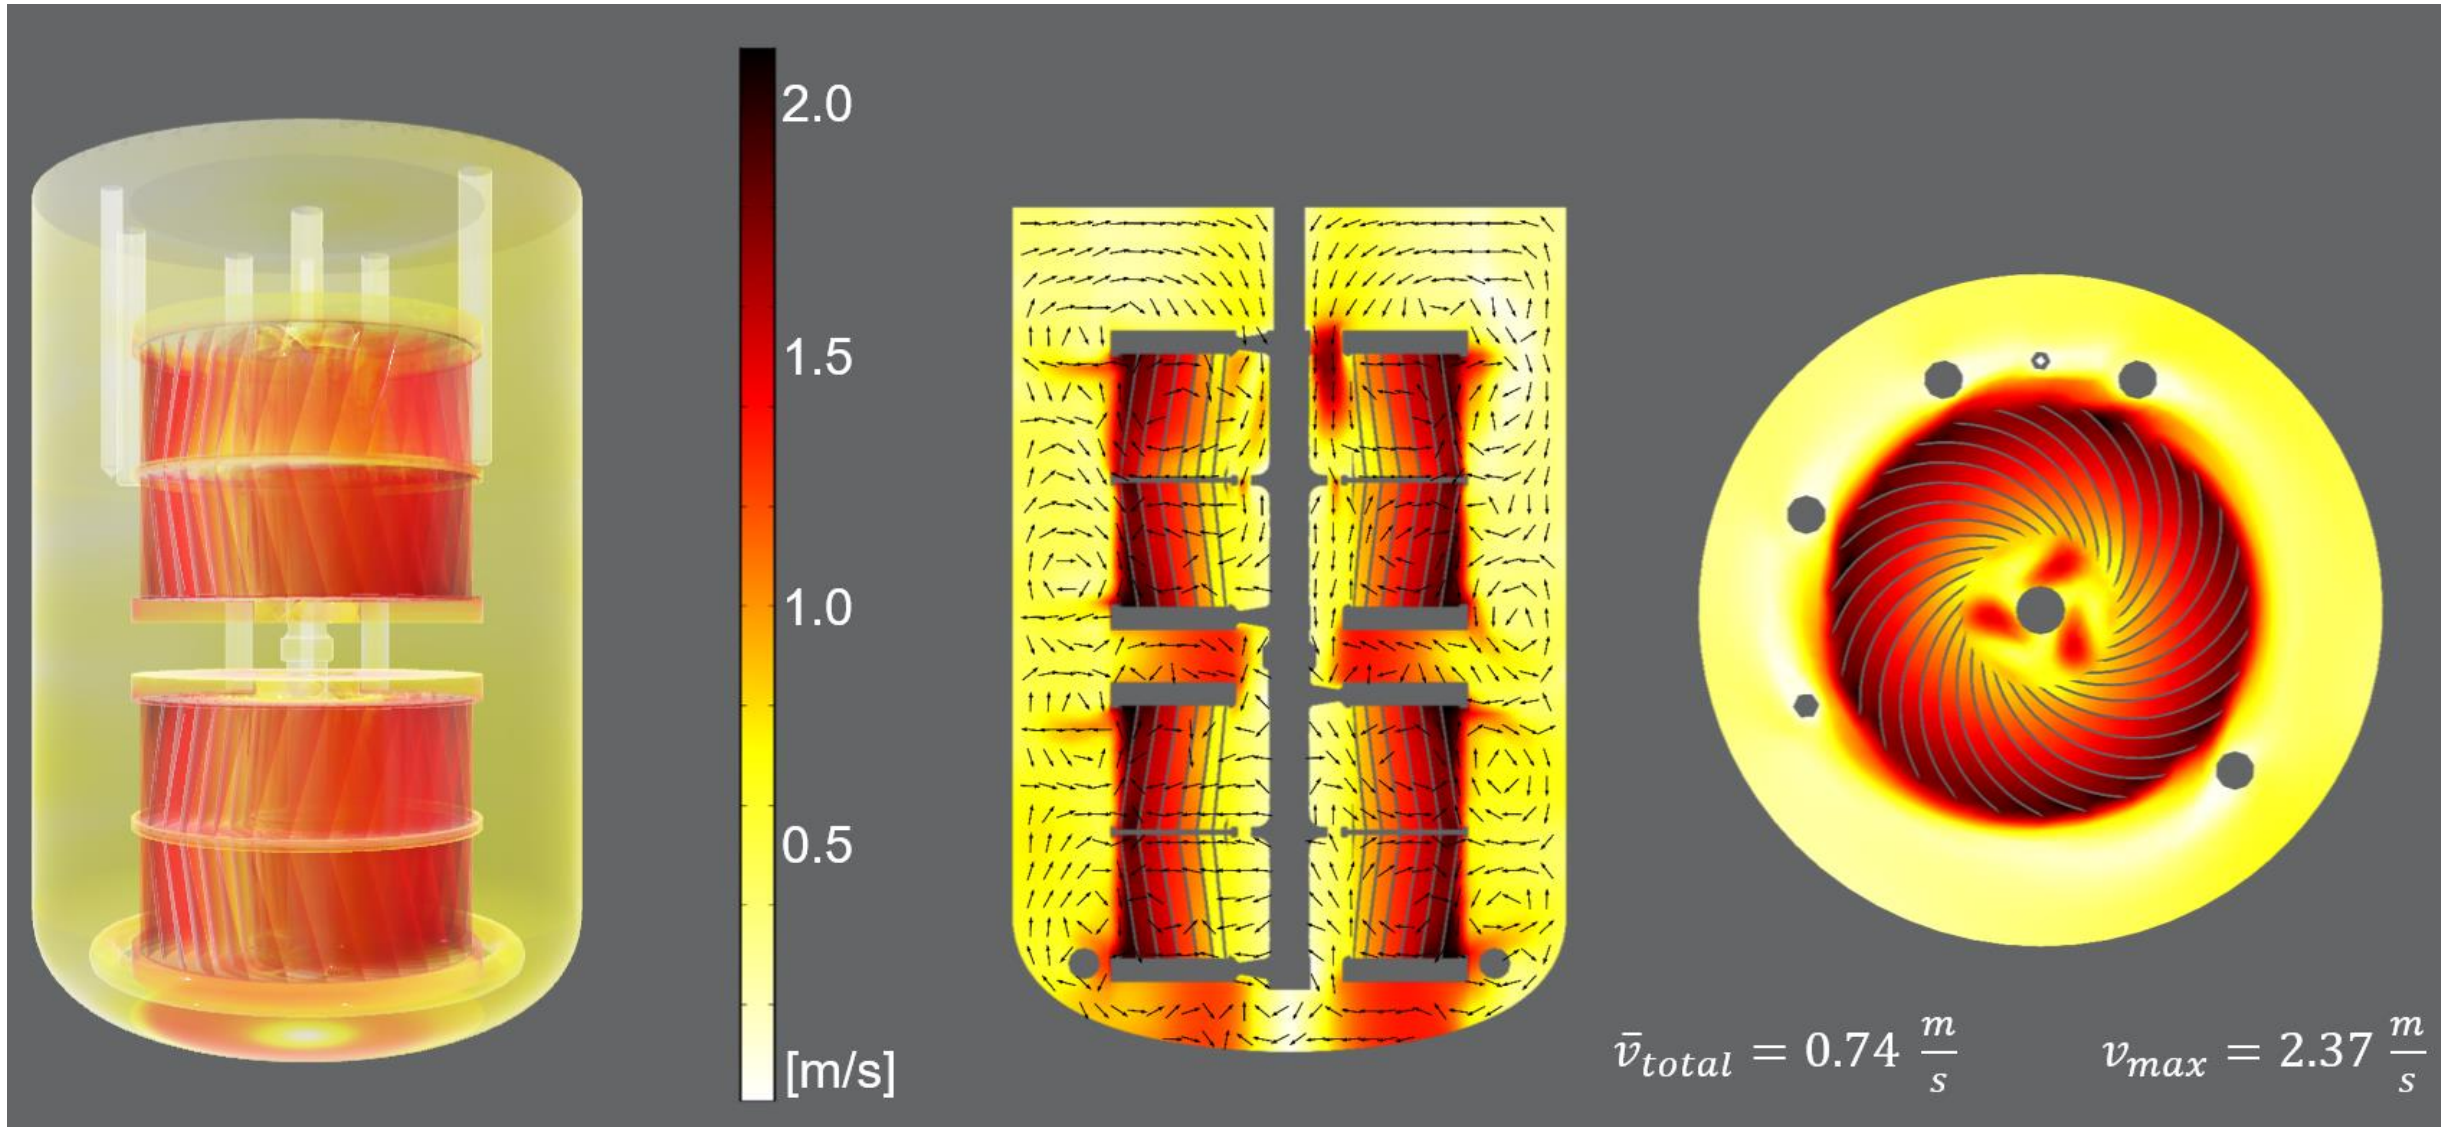 2.0
1.5
1.0
0.5
[m/s]
v̄_total = 0.74 m/s
v_max = 2.37 m/s